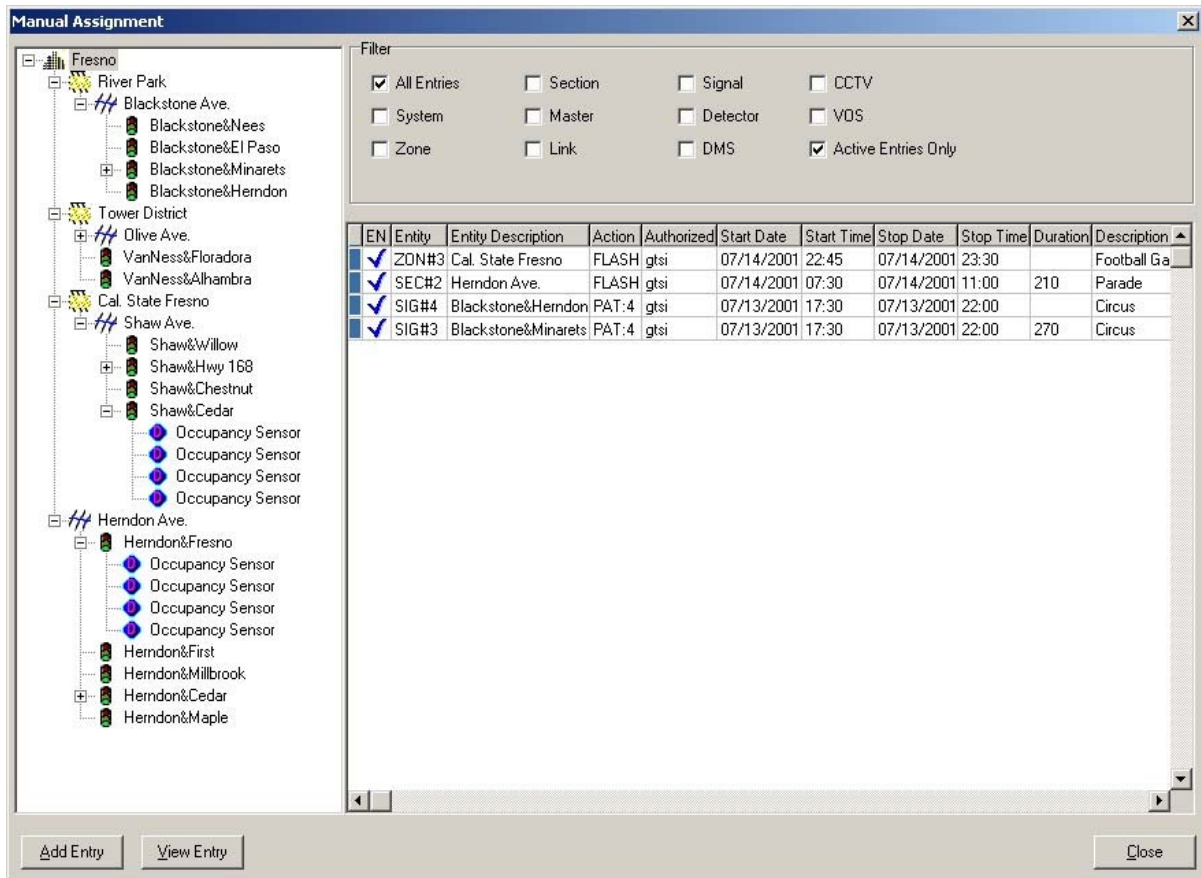 Manual Assignment
Fresno
River Park
Blackstone Ave.
Blackstone&Nees
Blackstone&El Paso
Blackstone&Minarets
Blackstone&Herndon
Tower District
Olive Ave.
VanNess&Floradora
VanNess&Alhambra
Cal. State Fresno
Shaw Ave.
Shaw&Willow
Shaw&Hwy 168
Shaw&Chestnut
Shaw&Cedar
D Occupancy Sensor
D Occupancy Sensor
D Occupancy Sensor
D Occupancy Sensor
Herndon Ave.
Herndon&Fresno
D Occupancy Sensor
D Occupancy Sensor
D Occupancy Sensor
D Occupancy Sensor
Herndon&First
Herndon&Millbrook
Herndon&Cedar
Herndon&Maple
Filter
All Entries Section Signal CCTV
System Master Detector VOS
Zone Link DMS Active Entries Only
EN Entity Entity Description Action Authorized Start Date Start Time Stop Date Stop Time Duration Description
ZON#3 Cal. State Fresno FLASH gtsi 07/14/2001 22:45 07/14/2001 23:30 Football Ga
SEC#2 Herndon Ave. FLASH gtsi 07/14/2001 07:30 07/14/2001 11:00 210 Parade
SIG#4 Blackstone&Herndon PAT:4 gtsi 07/13/2001 17:30 07/13/2001 22:00 Circus
SIG#3 Blackstone&Minarets PAT:4 gtsi 07/13/2001 17:30 07/13/2001 22:00 270 Circus
Add Entry View Entry Close